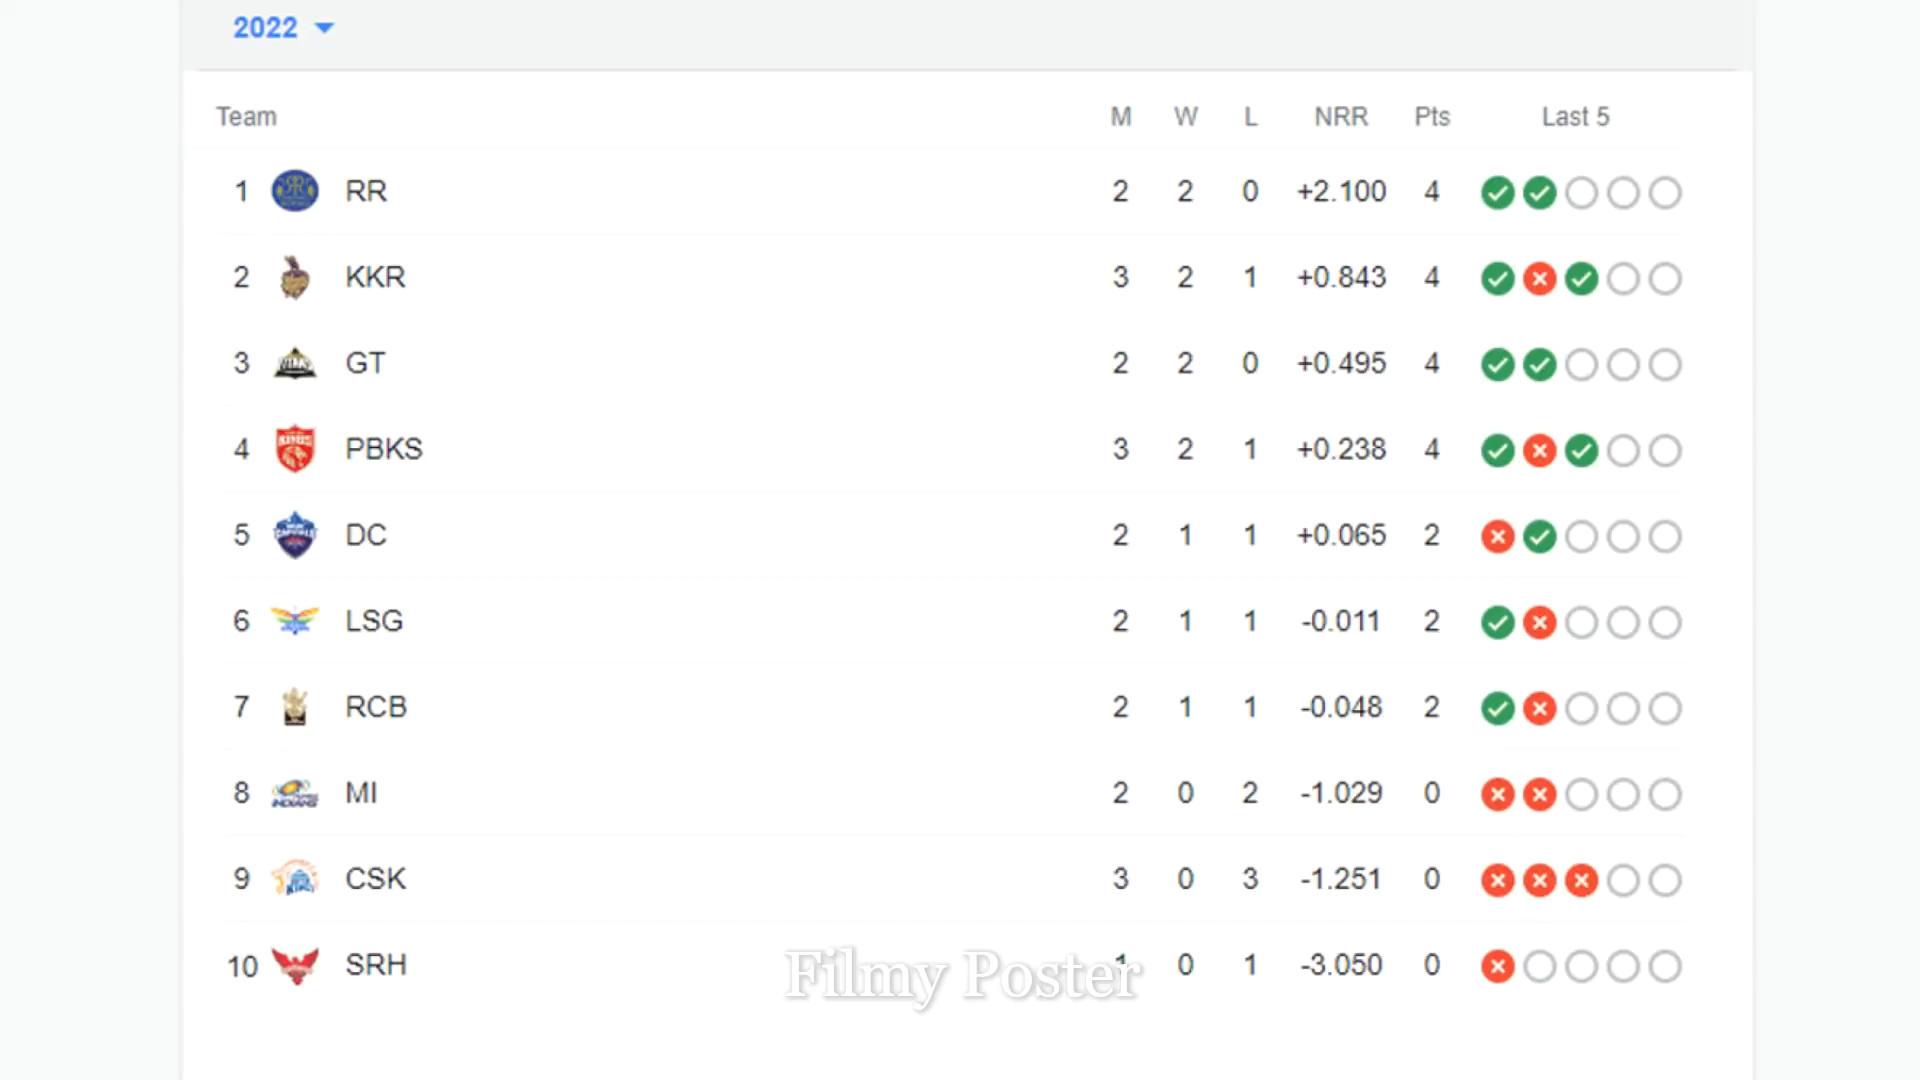 2022
Team M W L NRR Pts Last 5
1 RR 2 2 0 +2.100 4
2 KKR 3 2 1 +0.843 4
3 GT 2 2 0 +0.495 4
4 PBKS 3 2 1 +0.238 4
5 DC 2 1 1 +0.065 2
6 LSG 2 1 1 -0.011 2
7 RCB 2 1 1 -0.048 2
8 MI 2 0 2 -1.029 0
9 CSK 3 0 3 -1.251 0
10 SRH 1 0 1 -3.050 0
Filmy Poster